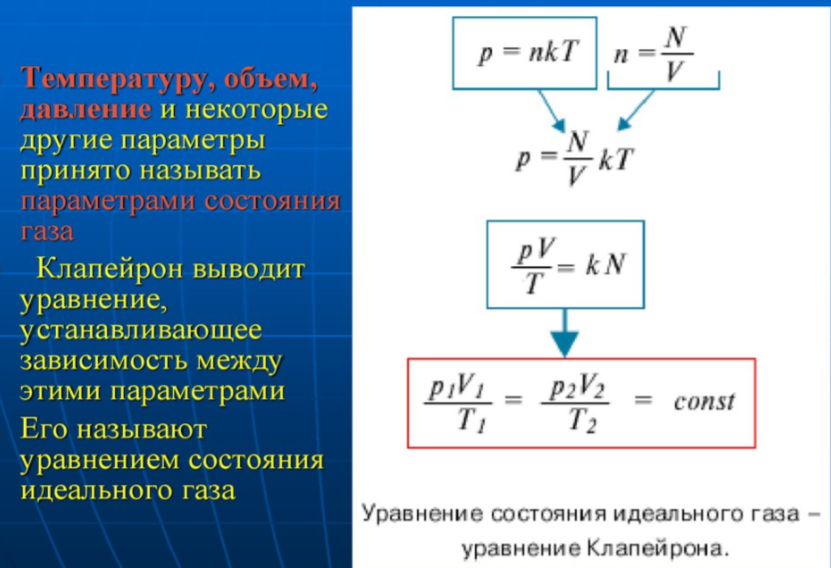 Температуру, объем,
давление и некоторые
другие параметры
принято называть
параметрами состояния
газа
Клапейрон выводит
уравнение,
устанавливающее
зависимость между
этими параметрами
Его называют
уравнением состояния
идеального газа
p = nkT n = N/V
p = N/V kT
pV/T = kN
p₁V₁/T₁ = p₂V₂/T₂ = const
Уравнение состояния идеального газа –
уравнение Клапейрона.